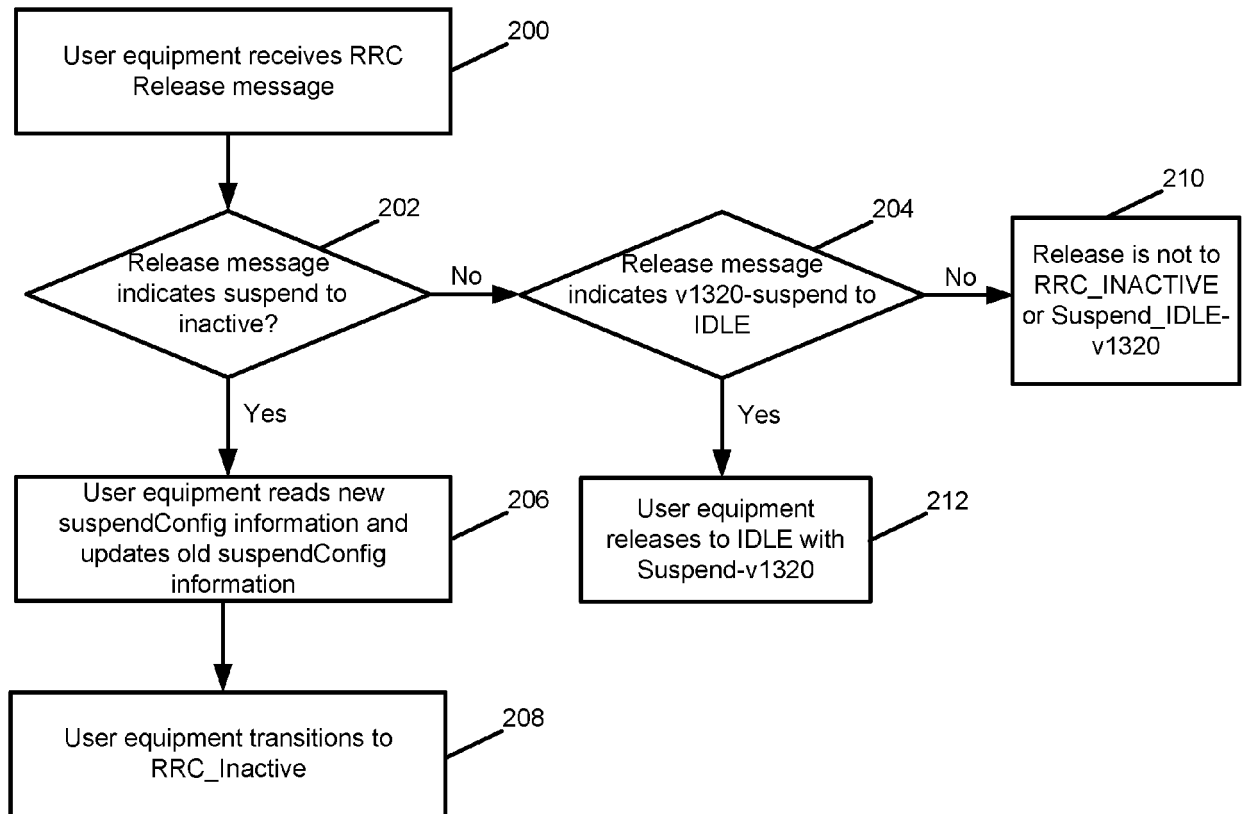 200
User equipment receives RRC
Release message
202
Release message
indicates suspend to
inactive?
No
204
Release message
indicates v1320-suspend to
IDLE
No
210
Release is not to
RRC_INACTIVE
or Suspend_IDLE-
v1320
Yes
Yes
User equipment reads new
suspendConfig information and
updates old suspendConfig
information
206
User equipment
releases to IDLE with
Suspend-v1320
212
User equipment transitions to
RRC_Inactive
208